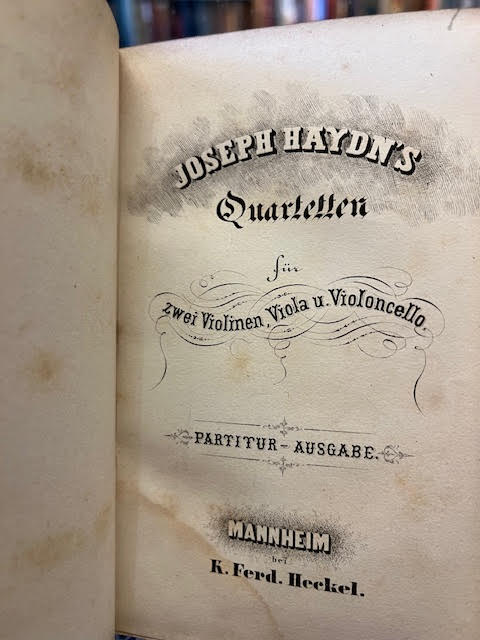 JOSEPH HAYDN'S
Quartetten
für
zwei Violinen, Viola u. Violoncello.
PARTITUR - AUSGABE.
MANNHEIM
bei
K. Ferd. Heckel.